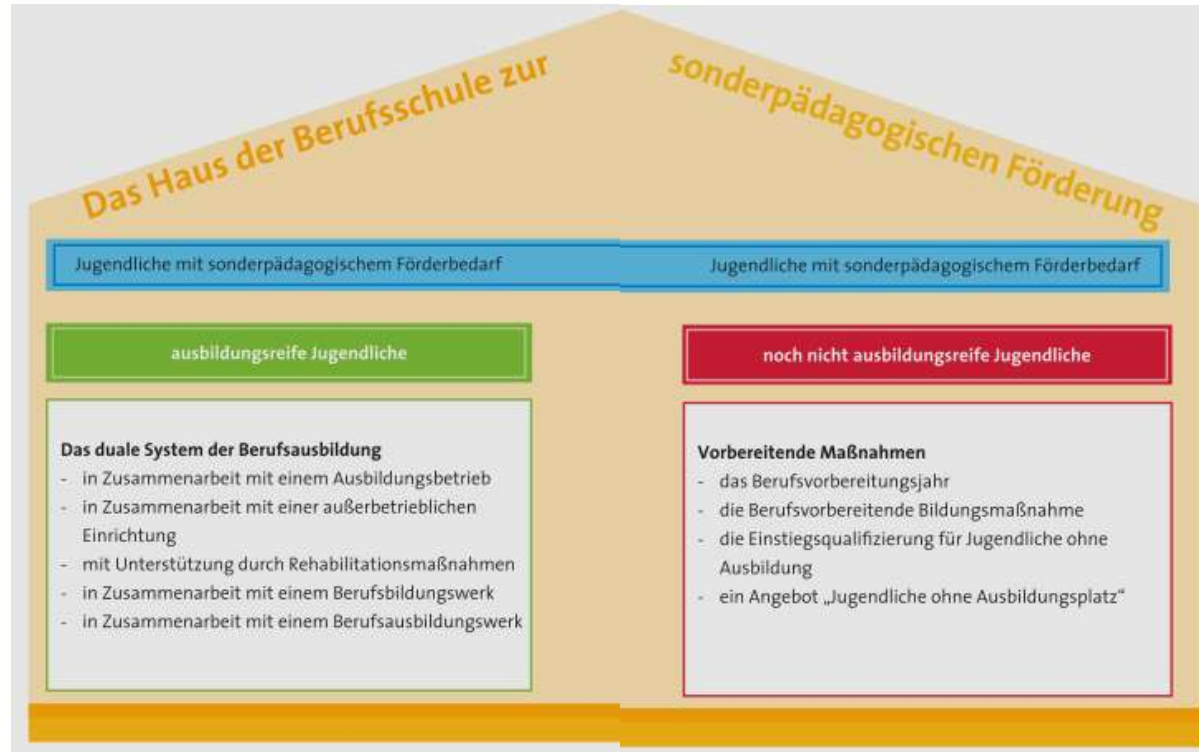 Das Haus der Berufsschule zur
sonderpädagogischen Förderung
Jugendliche mit sonderpädagogischem Förderbedarf
Jugendliche mit sonderpädagogischem Förderbedarf
ausbildungsreife Jugendliche
Das duale System der Berufsausbildung
- in Zusammenarbeit mit einem Ausbildungsbetrieb
- in Zusammenarbeit mit einer außerbetrieblichen
Einrichtung
- mit Unterstützung durch Rehabilitationsmaßnahmen
- in Zusammenarbeit mit einem Berufsbildungswerk
- in Zusammenarbeit mit einem Berufsausbildungswerk
noch nicht ausbildungsreife Jugendliche
Vorbereitende Maßnahmen
- das Berufsvorbereitungsjahr
- die Berufsvorbereitende Bildungsmaßnahme
- die Einstiegsqualifizierung für Jugendliche ohne
Ausbildung
- ein Angebot „Jugendliche ohne Ausbildungsplatz“